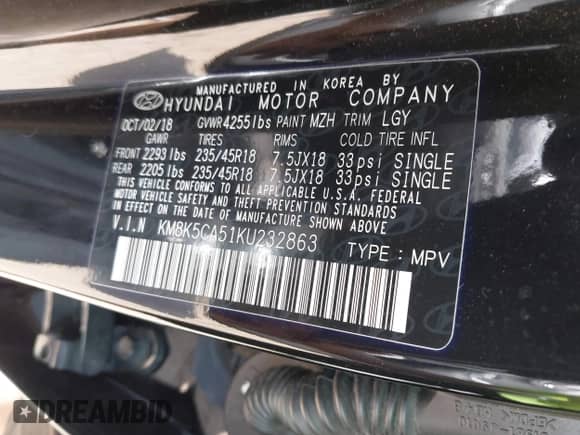 MANUFACTURED IN KOREA BY
HYUNDAI MOTOR COMPANY
OCT/02/18 GVWR 4255lbs PAINT MZH TRIM LGY
GAWR TIRES RIMS COLD TIRE INFL
FRONT 2293lbs 235/45R18 7.5JX18 33psi SINGLE
REAR 2205lbs 235/45R18 7.5JX18 33psi SINGLE
THIS VEHICLE CONFORMS TO ALL APPLICABLE U.S.A. FEDERAL
MOTOR VEHICLE SAFETY AND THEFT PREVENTION STANDARDS
IN EFFECT ON THE DATE OF MANUFACTURE SHOWN ABOVE
V.I.N KM8K5CA51KU232863
TYPE : MPV
DREAMBID